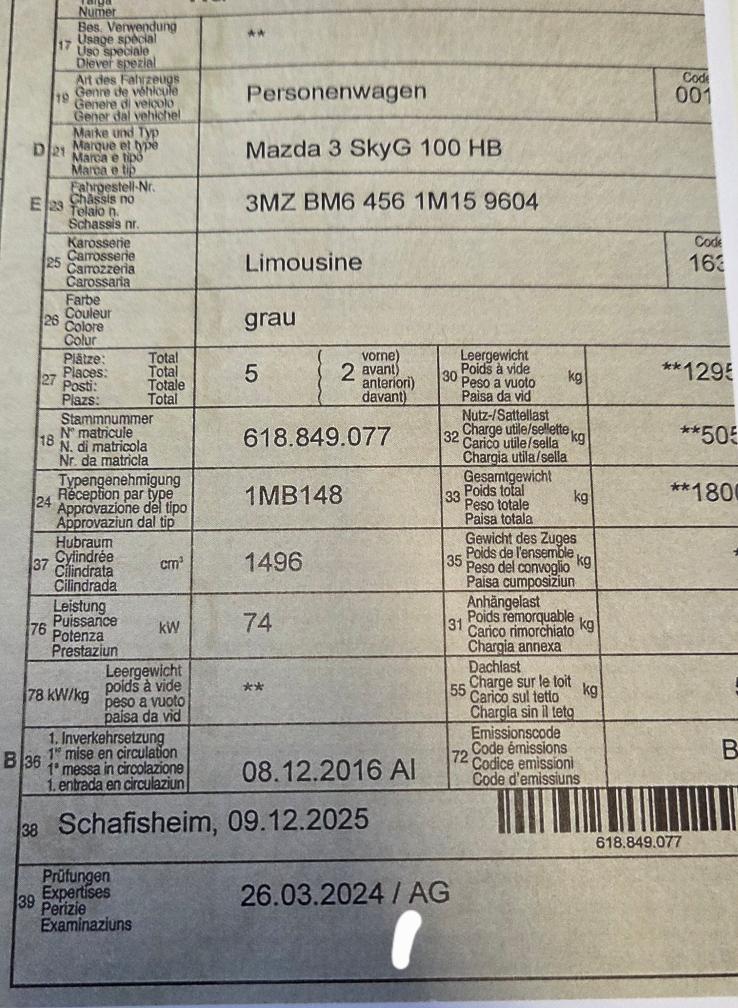 Numer
17
Bes. Verwendung
Usage spécial
Uso speciale
Diever spezial
**
19
Art des Fahrzeugs
Genre de véhicule
Genere di veicolo
Gener dal vehichel
Personenwagen
Code
001
D 21
Marke und Typ
Marque et type
Marca e tipo
Marca e tip
Mazda 3 SkyG 100 HB
E 23
Fahrgestell-Nr.
Châssis no
Telaio n.
Schassis nr.
3MZ BM6 456 1M15 9604
25
Karosserie
Carrosserie
Carrozzeria
Carossaria
Limousine
Code
163
26
Farbe
Couleur
Colore
Colur
grau
27
Plätze: Total
Places: Total
Posti: Totale
Plazs: Total
5
2
vorne)
avant)
anteriori)
davant)
30
Leergewicht
Poids à vide
Peso a vuoto
Paisa da vid
kg
**1295
18
Stammnummer
N° matricule
N. di matricola
Nr. da matricla
618.849.077
32
Nutz-/Sattellast
Charge utile/sellette
Carico utile/sella
Chargia utila/sella
kg
**505
24
Typengenehmigung
Réception par type
Approvazione del tipo
Approvaziun dal tip
1MB148
33
Gesamtgewicht
Poids total
Peso totale
Paisa totala
kg
**1800
37
Hubraum
Cylindrée
Cilindrata
Cilindrada
cm³
1496
35
Gewicht des Zuges
Poids de l'ensemble
Peso del convoglio
Paisa cumposiziun
kg
76
Leistung
Puissance
Potenza
Prestaziun
kW
74
31
Anhängelast
Poids remorquable
Carico rimorchiato
Chargia annexa
kg
78 kW/kg
Leergewicht
poids à vide
peso a vuoto
paisa da vid
**
55
Dachlast
Charge sur le toit
Carico sul tetto
Chargia sin il tetg
kg
B 36
1. Inverkehrsetzung
1re mise en circulation
1a messa in circolazione
1. entrada en circulaziun
08.12.2016 AI
72
Emissionscode
Code émissions
Codice emissioni
Code d'emissiuns
B
38
Schafisheim, 09.12.2025
618.849.077
39
Prüfungen
Expertises
Perizie
Examinaziuns
26.03.2024 / AG